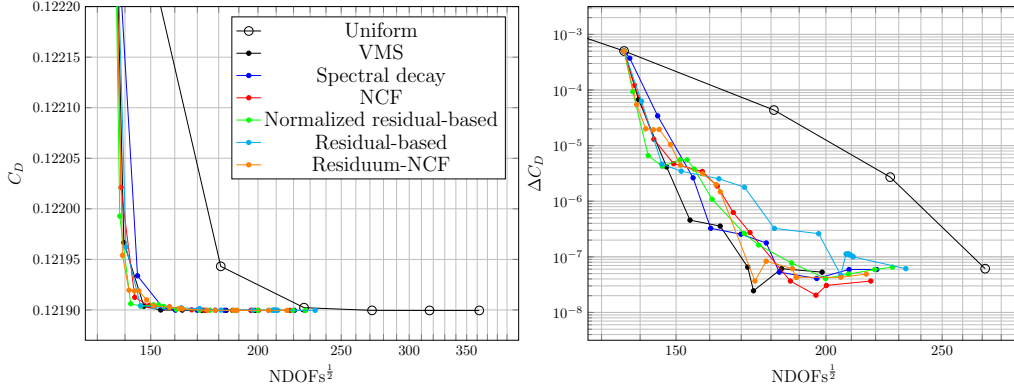 0.12220
0.12215
0.12210
0.12205
0.12200
0.12195
0.12190
C_D
150
200
250
300
350
NDOFs^{\frac{1}{2}}
Uniform
VMS
Spectral decay
NCF
Normalized residual-based
Residual-based
Residuum-NCF
10^{-3}
10^{-4}
10^{-5}
10^{-6}
10^{-7}
10^{-8}
ΔC_D
150
200
250
NDOFs^{\frac{1}{2}}